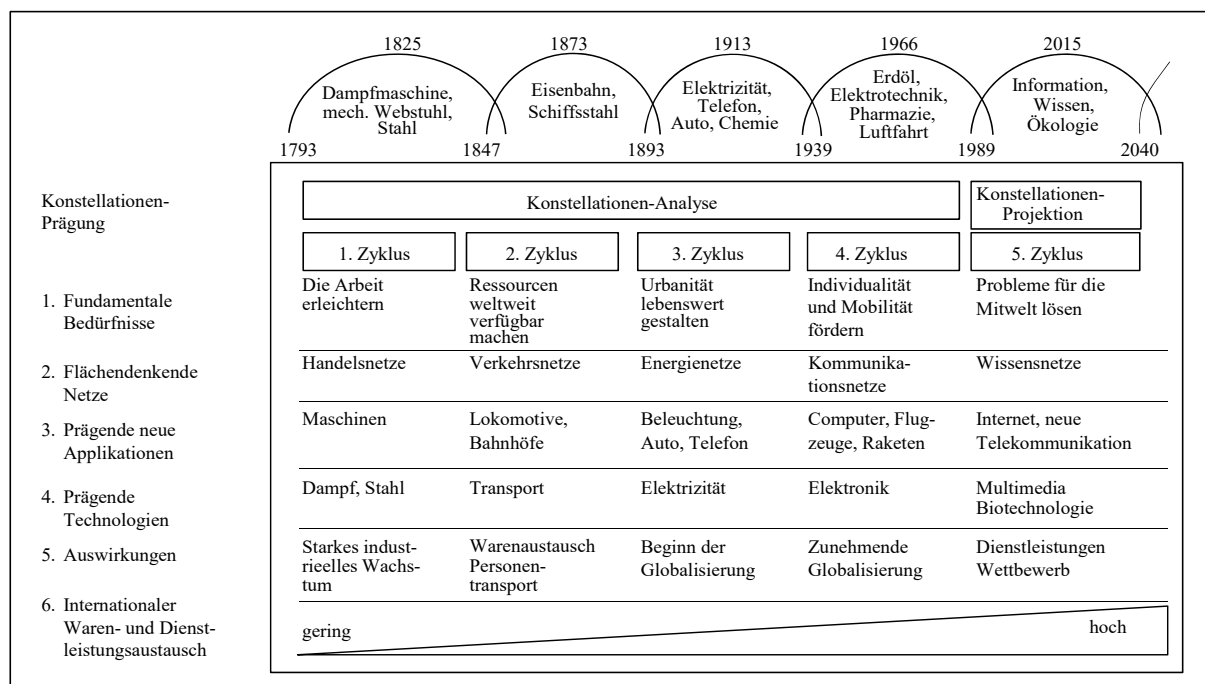 1825
1873
1913
1966
2015
Dampfmaschine,
mech. Webstuhl,
Stahl
Eisenbahn,
Schiffsstahl
Elektrizität,
Telefon,
Auto, Chemie
Erdöl,
Elektrotechnik,
Pharmazie,
Luftfahrt
Information,
Wissen,
Ökologie
1793
1847
1893
1939
1989
2040
Konstellationen-
Prägung
Konstellationen-Analyse
Konstellationen-
Projektion
1. Zyklus
2. Zyklus
3. Zyklus
4. Zyklus
5. Zyklus
1. Fundamentale
Bedürfnisse
Die Arbeit
erleichtern
Ressourcen
weltweit
verfügbar
machen
Urbanität
lebenswert
gestalten
Individualität
und Mobilität
fördern
Probleme für die
Mitwelt lösen
2. Flächendenkende
Netze
Handelsnetze
Verkehrsnetze
Energienetze
Kommunika-
tionsnetze
Wissensnetze
3. Prägende neue
Applikationen
Maschinen
Lokomotive,
Bahnhöfe
Beleuchtung,
Auto, Telefon
Computer, Flug-
zeuge, Raketen
Internet, neue
Telekommunikation
4. Prägende
Technologien
Dampf, Stahl
Transport
Elektrizität
Elektronik
Multimedia
Biotechnologie
5. Auswirkungen
Starkes indust-
rieelles Wachs-
tum
Warenaustausch
Personen-
transport
Beginn der
Globalisierung
Zunehmende
Globalisierung
Dienstleistungen
Wettbewerb
6. Internationaler
Waren- und Dienst-
leistungsaustausch
gering
hoch